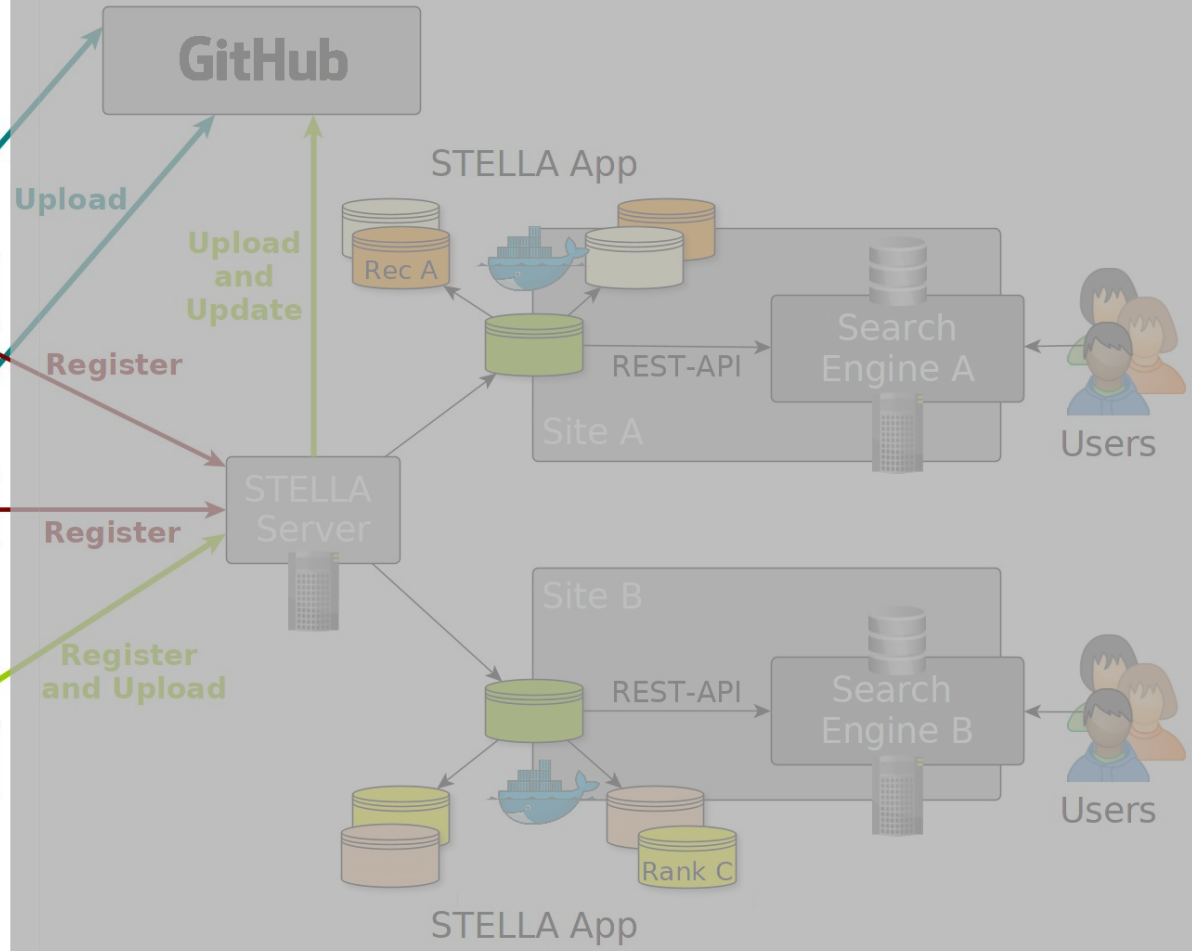 GitHub
Upload
Upload
and
Update
STELLA App
Rec A
Search
Engine A
REST-API
Site A
Users
Register
STELLA
Server
Register
Register
and Upload
Site B
REST-API
Search
Engine B
Users
Rank C
STELLA App